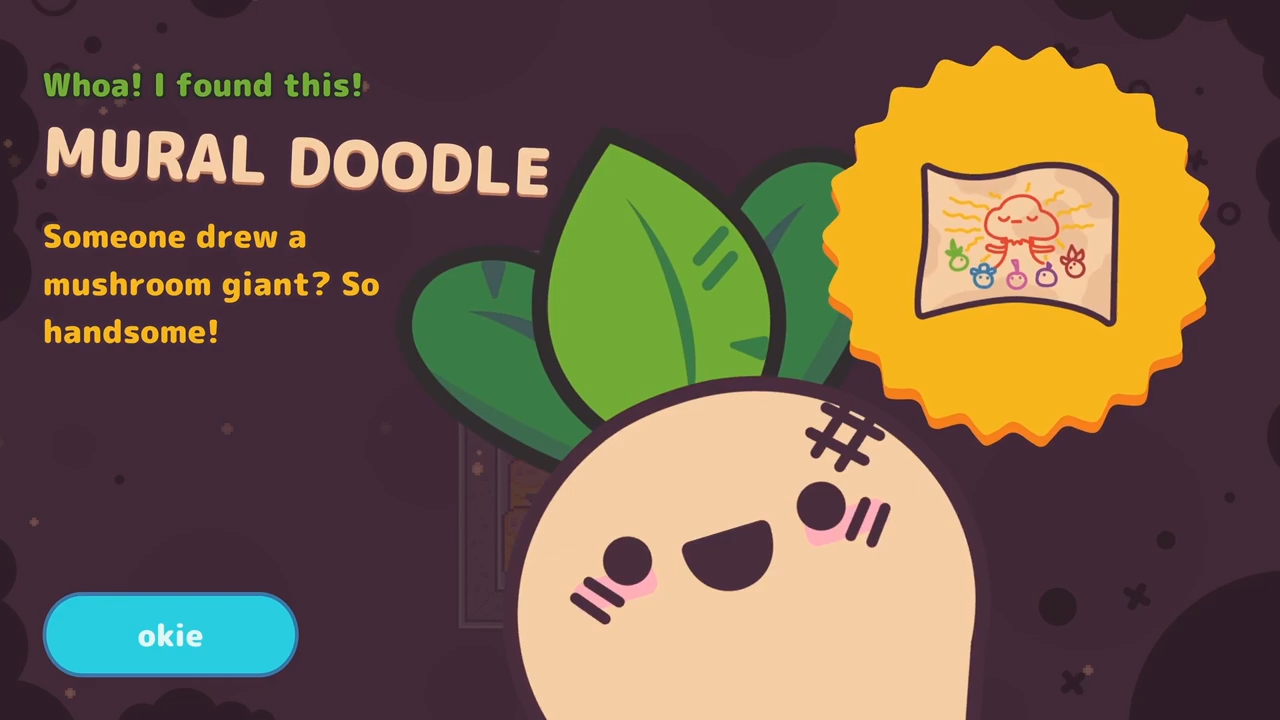 Whoa! I found this!
MURAL DOODLE
Someone drew a
mushroom giant? So
handsome!
okie